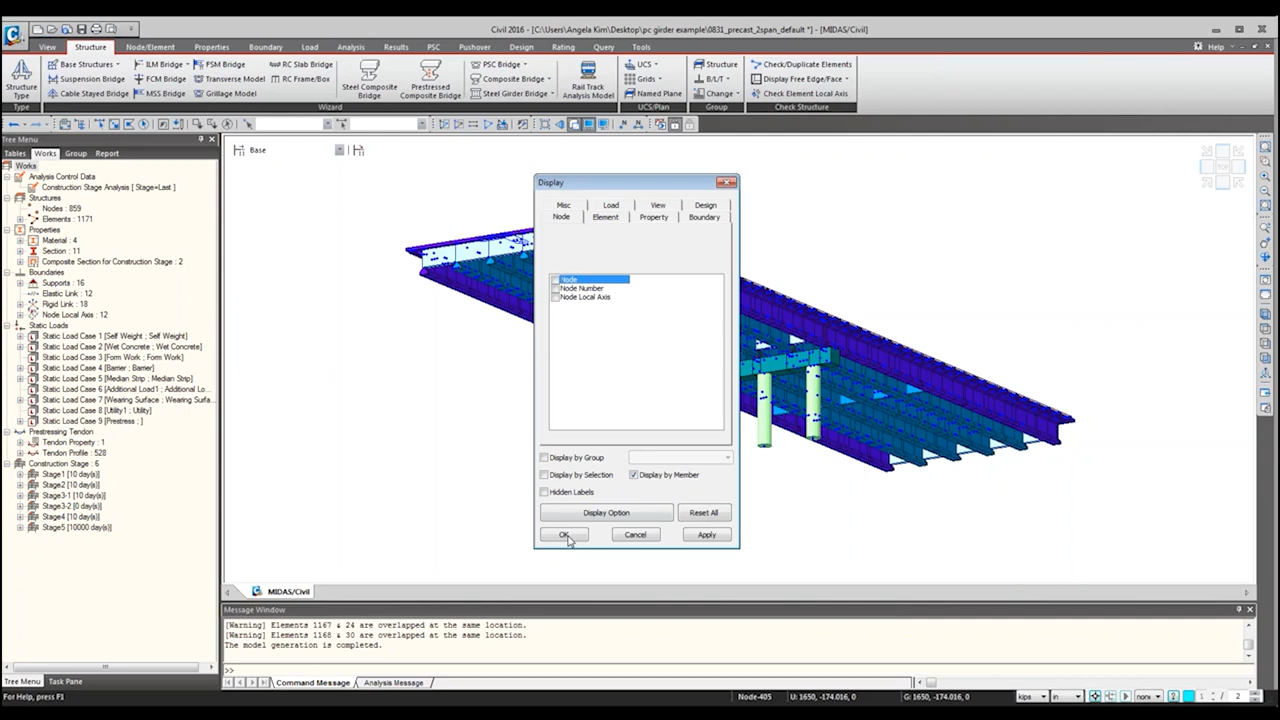 Civil 2016 - [C:\Users\Angela Kim\Desktop\pc girder example\0831_precast_2span_default *] - [MIDAS/Civil]
View Structure Node/Element Properties Boundary Load Analysis Results PSC Pushover Design Rating Query Tools Help
Base Structures ILM Bridge FSM Bridge RC Slab Bridge PSC Bridge UCS Structure Check/Duplicate Elements
Suspension Bridge FCM Bridge Transverse Model RC Frame/Box Composite Bridge Grids B/L/T Display Free Edge/Face
Cable Stayed Bridge MSS Bridge Grillage Model Steel Girder Bridge Named Plane Change Check Element Local Axis
Structure Type
Steel Composite Bridge
Prestressed Composite Bridge
Rail Track Analysis Model
Type Wizard UCS/Plan Group Check Structure
Tree Menu
Tables Works Group Report
Base
Works
Analysis Control Data
Construction Stage Analysis [ Stage=Last ]
Structures
Nodes : 859
Elements : 1171
Properties
Material : 4
Section : 11
Composite Section for Construction Stage : 2
Boundaries
Supports : 16
Elastic Link : 12
Rigid Link : 18
Node Local Axis : 12
Static Loads
Static Load Case 1 [Self Weight ; Self Weight]
Static Load Case 2 [Wet Concrete ; Wet Concrete]
Static Load Case 3 [Form Work ; Form Work]
Static Load Case 4 [Barrier ; Barrier]
Static Load Case 5 [Median Strip ; Median Strip]
Static Load Case 6 [Additional Load1 ; Additional Lo...
Static Load Case 7 [Wearing Surface ; Wearing Surfa...
Static Load Case 8 [Utility1 ; Utility]
Static Load Case 9 [Prestress ; ]
Prestressing Tendon
Tendon Property : 1
Tendon Profile : 528
Construction Stage : 6
Stage1 [10 day(s)]
Stage2 [10 day(s)]
Stage3-1 [10 day(s)]
Stage3-2 [0 day(s)]
Stage4 [10 day(s)]
Stage5 [10000 day(s)]
Display
Misc Load View Design
Node Element Property Boundary
Node
Node Number
Node Local Axis
Display by Group
Display by Selection Display by Member
Hidden Labels
Display Option Reset All
OK Cancel Apply
MIDAS/Civil
Message Window
[Warning] Elements 1167 & 24 are overlapped at the same location.
[Warning] Elements 1168 & 30 are overlapped at the same location.
The model generation is completed.
>>
Tree Menu Task Pane Command Message Analysis Message
For Help, press F1 Node-405 U: 1650, -174.016, 0 G: 1650, -174.016, 0 kips in none 1 / 2